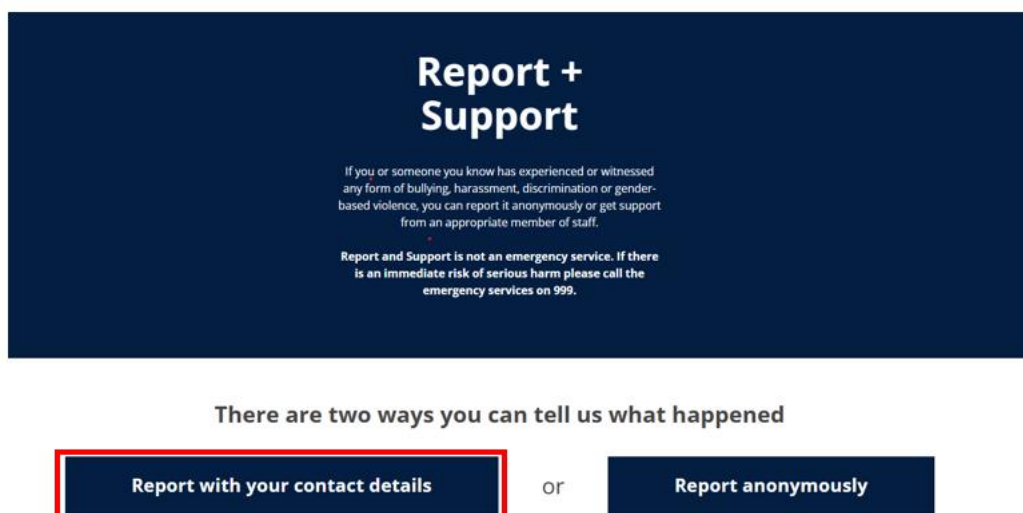 Report +
Support
If you or someone you know has experienced or witnessed
any form of bullying, harassment, discrimination or gender-
based violence, you can report it anonymously or get support
from an appropriate member of staff.
Report and Support is not an emergency service. If there
is an immediate risk of serious harm please call the
emergency services on 999.
There are two ways you can tell us what happened
Report with your contact details or Report anonymously